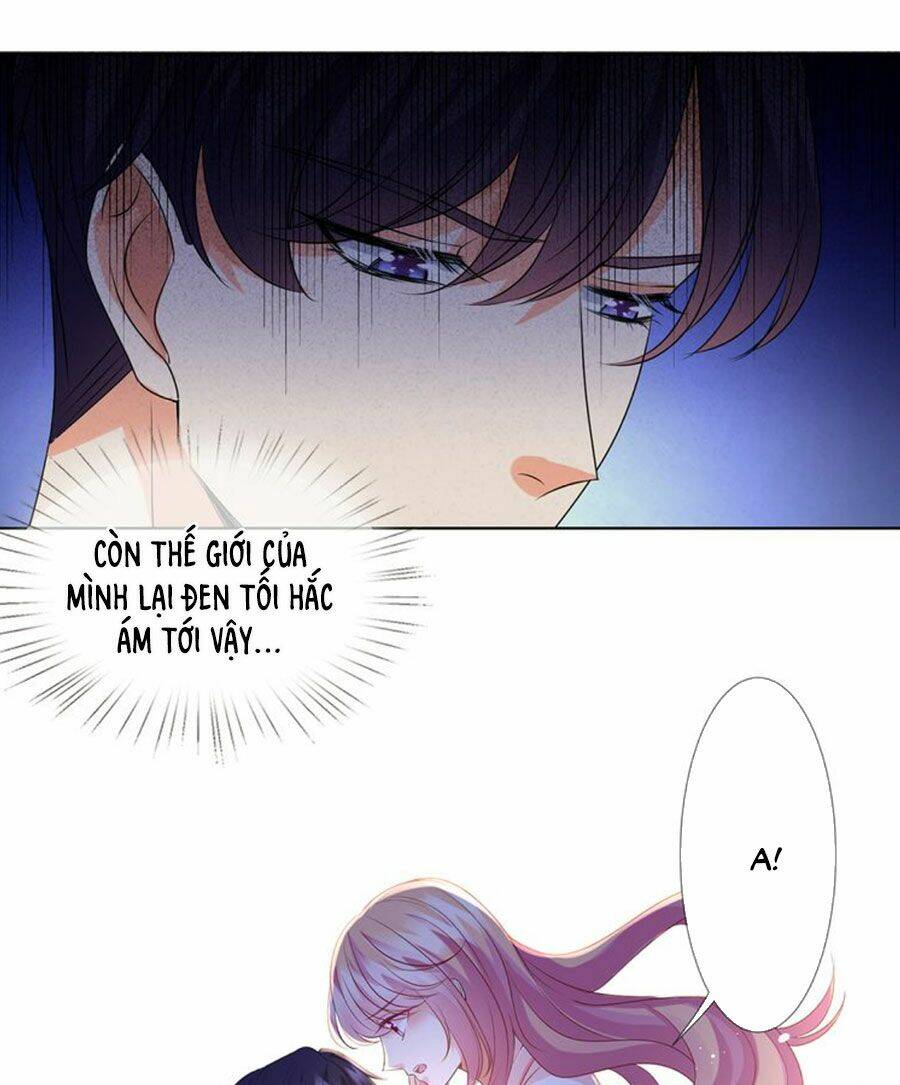 CÒN THẾ GIỚI CỦA
MÌNH LẠI ĐEN TỐI HẮC
ÁM TỚI VẬY...
A!